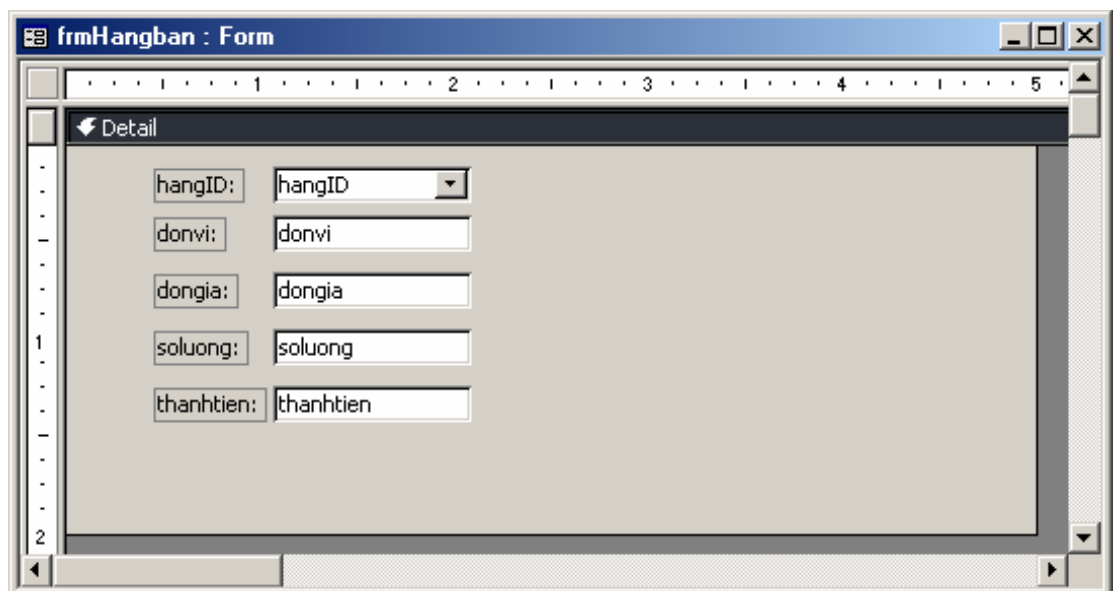 frmHangban : Form
1 2 3 4 5
Detail
hangID: hangID
donvi: donvi
dongia: dongia
1
soluong: soluong
thanhtien: thanhtien
2